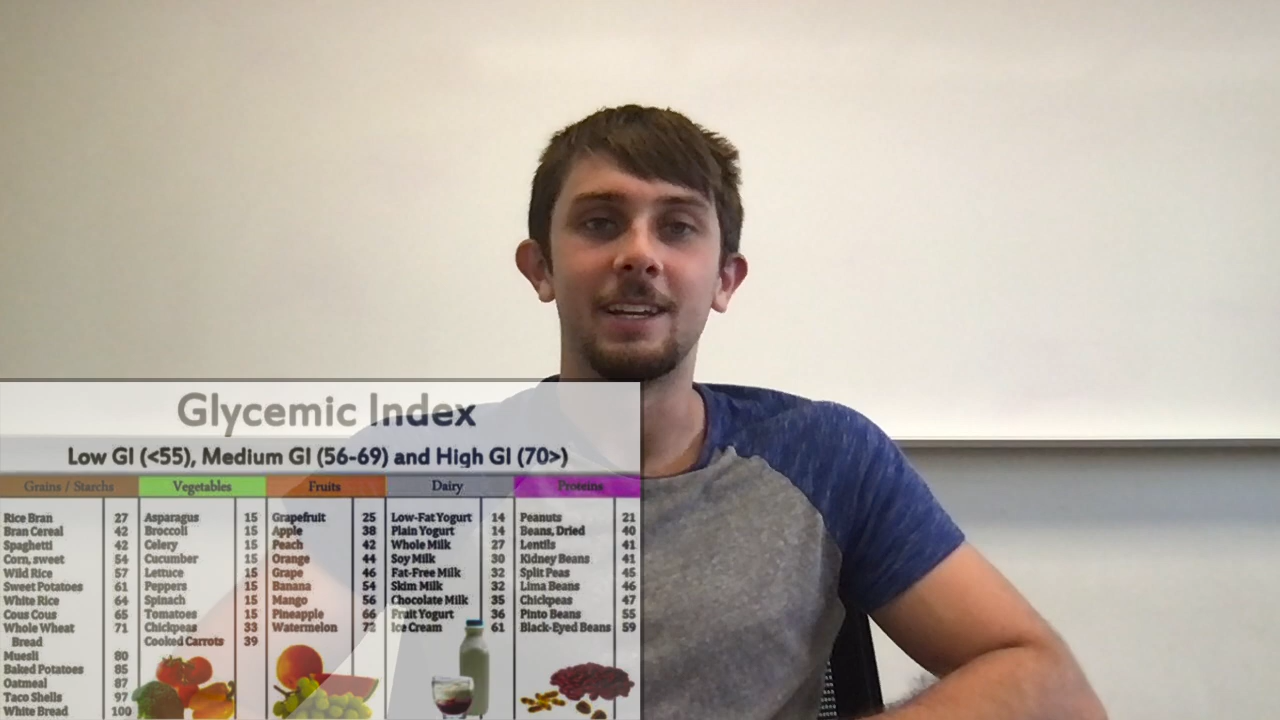 Glycemic Index
Low GI (<55), Medium GI (56-69) and High GI (70>)
Grains / Starchs Vegetables Fruits Dairy Proteins
Rice Bran 27 Asparagus 15 Grapefruit 25 Low-Fat Yogurt 14 Peanuts 21
Bran Cereal 42 Broccoli 15 Apple 38 Plain Yogurt 14 Beans, Dried 40
Spaghetti 42 Celery 15 Peach 42 Whole Milk 27 Lentils 41
Corn, sweet 54 Cucumber 15 Orange 44 Soy Milk 30 Kidney Beans 41
Wild Rice 57 Lettuce 15 Grape 46 Fat-Free Milk 32 Split Peas 45
Sweet Potatoes 61 Peppers 15 Banana 54 Skim Milk 32 Lima Beans 46
White Rice 64 Spinach 15 Mango 56 Chocolate Milk 35 Chickpeas 47
Cous Cous 65 Tomatoes 15 Pineapple 66 Fruit Yogurt 36 Pinto Beans 55
Whole Wheat 71 Chickpeas 33 Watermelon 72 Ice Cream 61 Black-Eyed Beans 59
Bread Cooked Carrots 39
Muesli 80
Baked Potatoes 85
Oatmeal 87
Taco Shells 97
White Bread 100